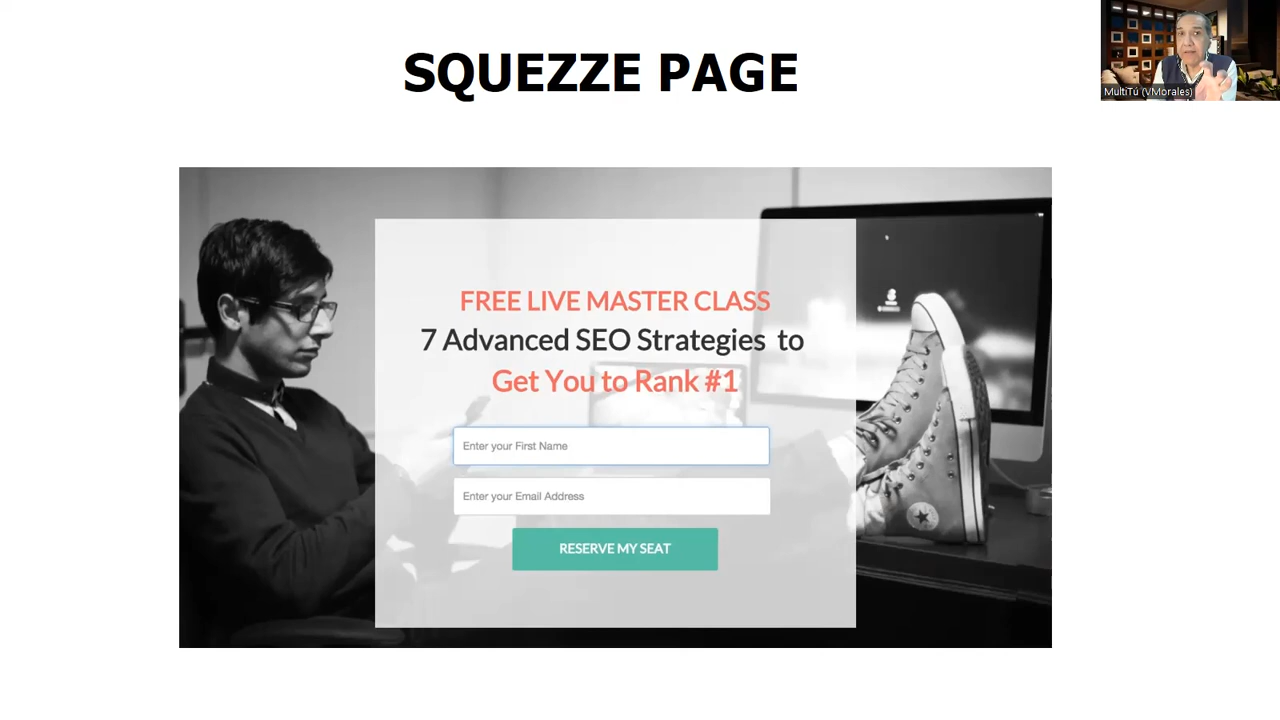 SQUEZZE PAGE
MultiTú (VMorales)
FREE LIVE MASTER CLASS
7 Advanced SEO Strategies to
Get You to Rank #1
Enter your First Name
Enter your Email Address
RESERVE MY SEAT